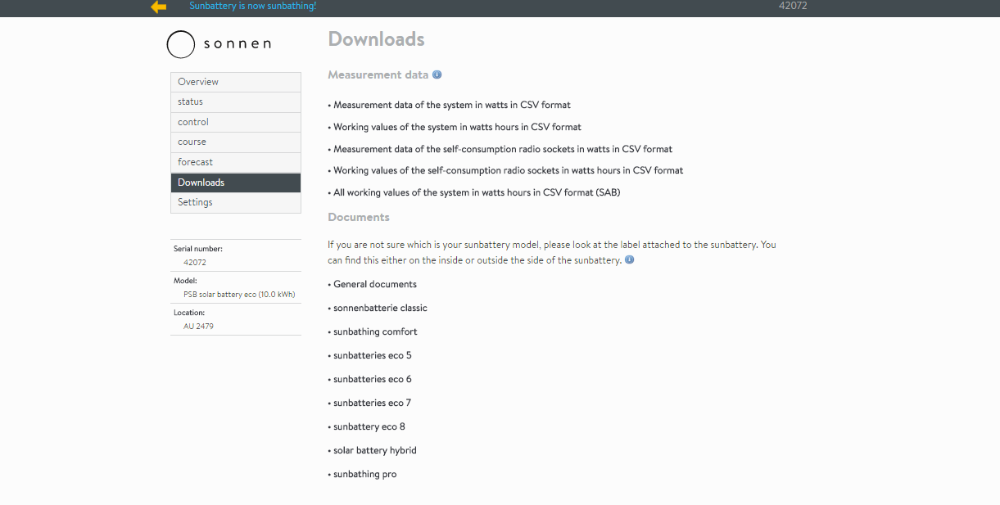 Sunbattery is now sunbathing!
42072
sonnen
Overview
status
control
course
forecast
Downloads
Settings
Serial number:
42072
Model:
PSB solar battery eco (10.0 kWh)
Location:
AU 2479
Downloads
Measurement data
• Measurement data of the system in watts in CSV format
• Working values of the system in watts hours in CSV format
• Measurement data of the self-consumption radio sockets in watts in CSV format
• Working values of the self-consumption radio sockets in watts hours in CSV format
• All working values of the system in watts hours in CSV format (SAB)
Documents
If you are not sure which is your sunbattery model, please look at the label attached to the sunbattery. You
can find this either on the inside or outside the side of the sunbattery.
• General documents
• sonnenbatterie classic
• sunbathing comfort
• sunbatteries eco 5
• sunbatteries eco 6
• sunbatteries eco 7
• sunbattery eco 8
• solar battery hybrid
• sunbathing pro